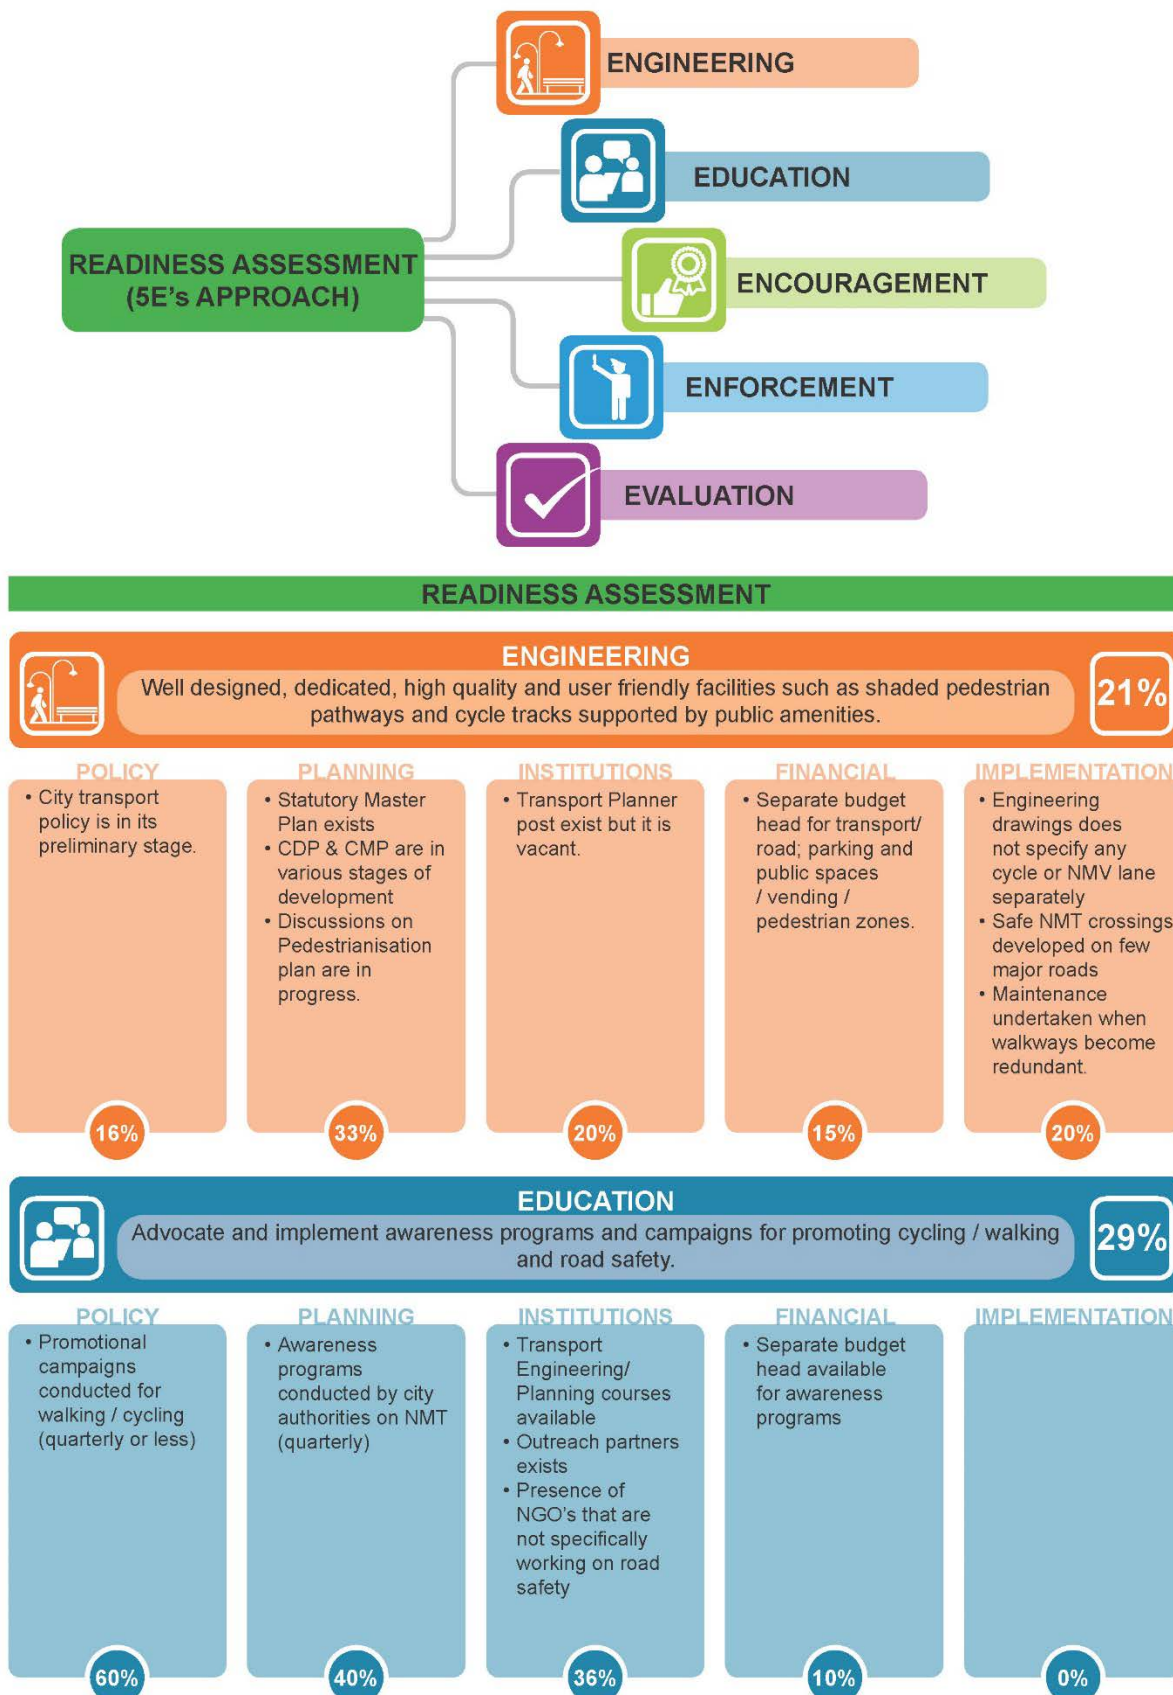 ENGINEERING
EDUCATION
READINESS ASSESSMENT
(5E's APPROACH)
ENCOURAGEMENT
ENFORCEMENT
EVALUATION
READINESS ASSESSMENT
ENGINEERING
Well designed, dedicated, high quality and user friendly facilities such as shaded pedestrian
pathways and cycle tracks supported by public amenities.
21%
POLICY
• City transport
policy is in its
preliminary stage.
16%
PLANNING
• Statutory Master
Plan exists
• CDP & CMP are in
various stages of
development
• Discussions on
Pedestrianisation
plan are in
progress.
33%
INSTITUTIONS
• Transport Planner
post exist but it is
vacant.
20%
FINANCIAL
• Separate budget
head for transport/
road; parking and
public spaces
/ vending /
pedestrian zones.
15%
IMPLEMENTATION
• Engineering
drawings does
not specify any
cycle or NMV lane
separately
• Safe NMT crossings
developed on few
major roads
• Maintenance
undertaken when
walkways become
redundant.
20%
EDUCATION
Advocate and implement awareness programs and campaigns for promoting cycling / walking
and road safety.
29%
POLICY
• Promotional
campaigns
conducted for
walking / cycling
(quarterly or less)
60%
PLANNING
• Awareness
programs
conducted by city
authorities on NMT
(quarterly)
40%
INSTITUTIONS
• Transport
Engineering/
Planning courses
available
• Outreach partners
exists
• Presence of
NGO's that are
not specifically
working on road
safety
36%
FINANCIAL
• Separate budget
head available
for awareness
programs
10%
IMPLEMENTATION
0%